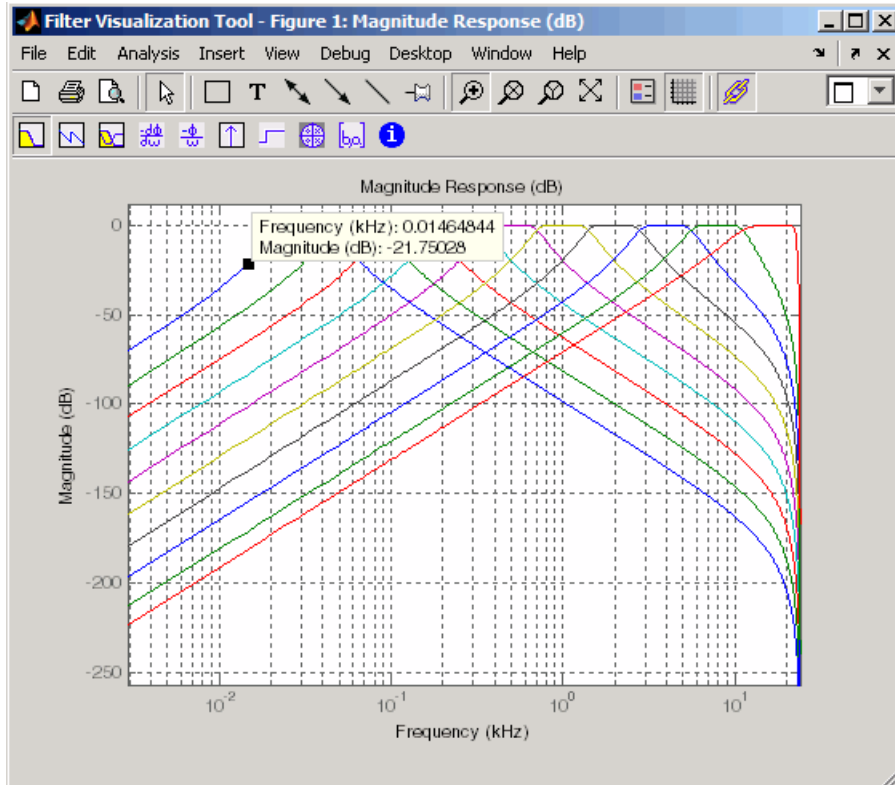 Filter Visualization Tool - Figure 1: Magnitude Response (dB)
File Edit Analysis Insert View Debug Desktop Window Help
Magnitude Response (dB)
Frequency (kHz): 0.01464844
Magnitude (dB): -21.75028
0
-50
-100
-150
-200
-250
Magnitude (dB)
10-2 10-1 100 101
Frequency (kHz)